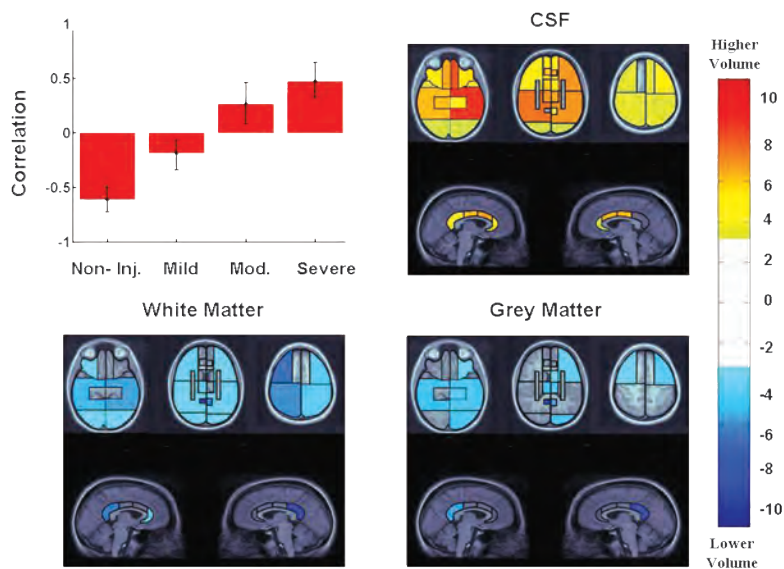 1
0.5
0
-0.5
-1
Correlation
Non- Inj. Mild Mod. Severe
CSF
Higher
Volume
10
8
6
4
2
0
-2
-4
-6
-8
-10
Lower
Volume
White Matter
Grey Matter